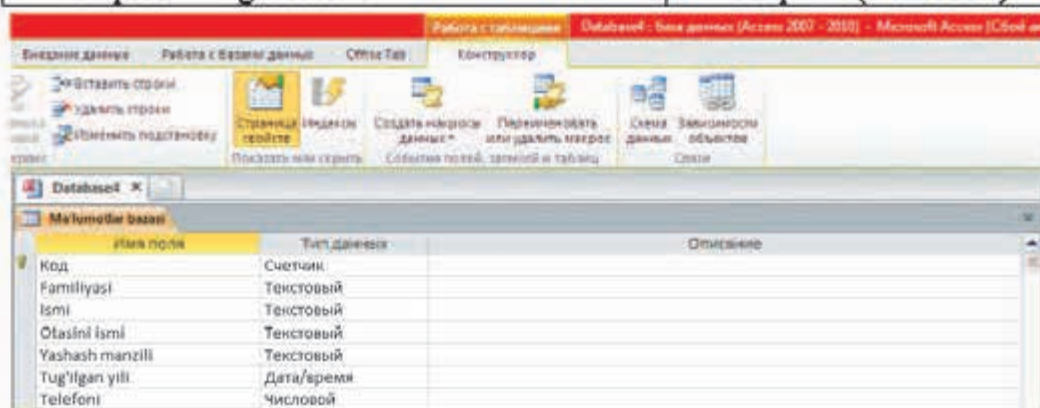 Работа с таблицами Database4 : база данных (Access 2007 - 2010) - Microsoft Access (Сбой
Внешние данные Работа с базами данных Office Tab Конструктор
Вставить строки
Удалить строки
Изменить подстановку
Страница свойств
Индексы
Создать макросы данных
Переименовать или удалить макрос
Схема данных
Зависимости объектов
Показать или скрыть События полей, записей и таблиц Связи
Database4
Ma'lumotlar bazasi
Имя поля Тип данных Описание
Код Счетчик
Familiyasi Текстовый
Ismi Текстовый
Otasini ismi Текстовый
Yashash manzili Текстовый
Tug'ilgan yili Дата/время
Telefoni Числовой